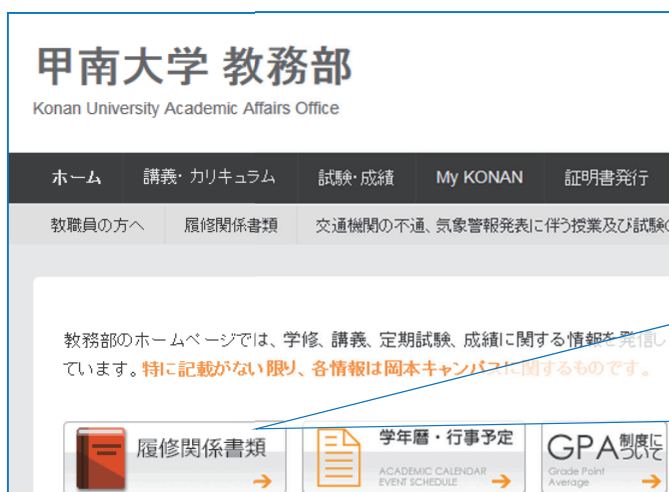 甲南大学 教務部
Konan University Academic Affairs Office
ホーム 講義・カリキュラム 試験・成績 My KONAN 証明書発行
教職員の方へ 履修関係書類 交通機関の不通、気象警報発表に伴う授業及び試験の
教務部のホームページでは、学修、講義、定期試験、成績に関する情報を発信し
ています。特に記載がない限り、各情報は岡本キャンパスに関するものです。
履修関係書類
学年暦・行事予定
ACADEMIC CALENDAR
EVENT SCHEDULE
GPA制度について
Grade Point
Average